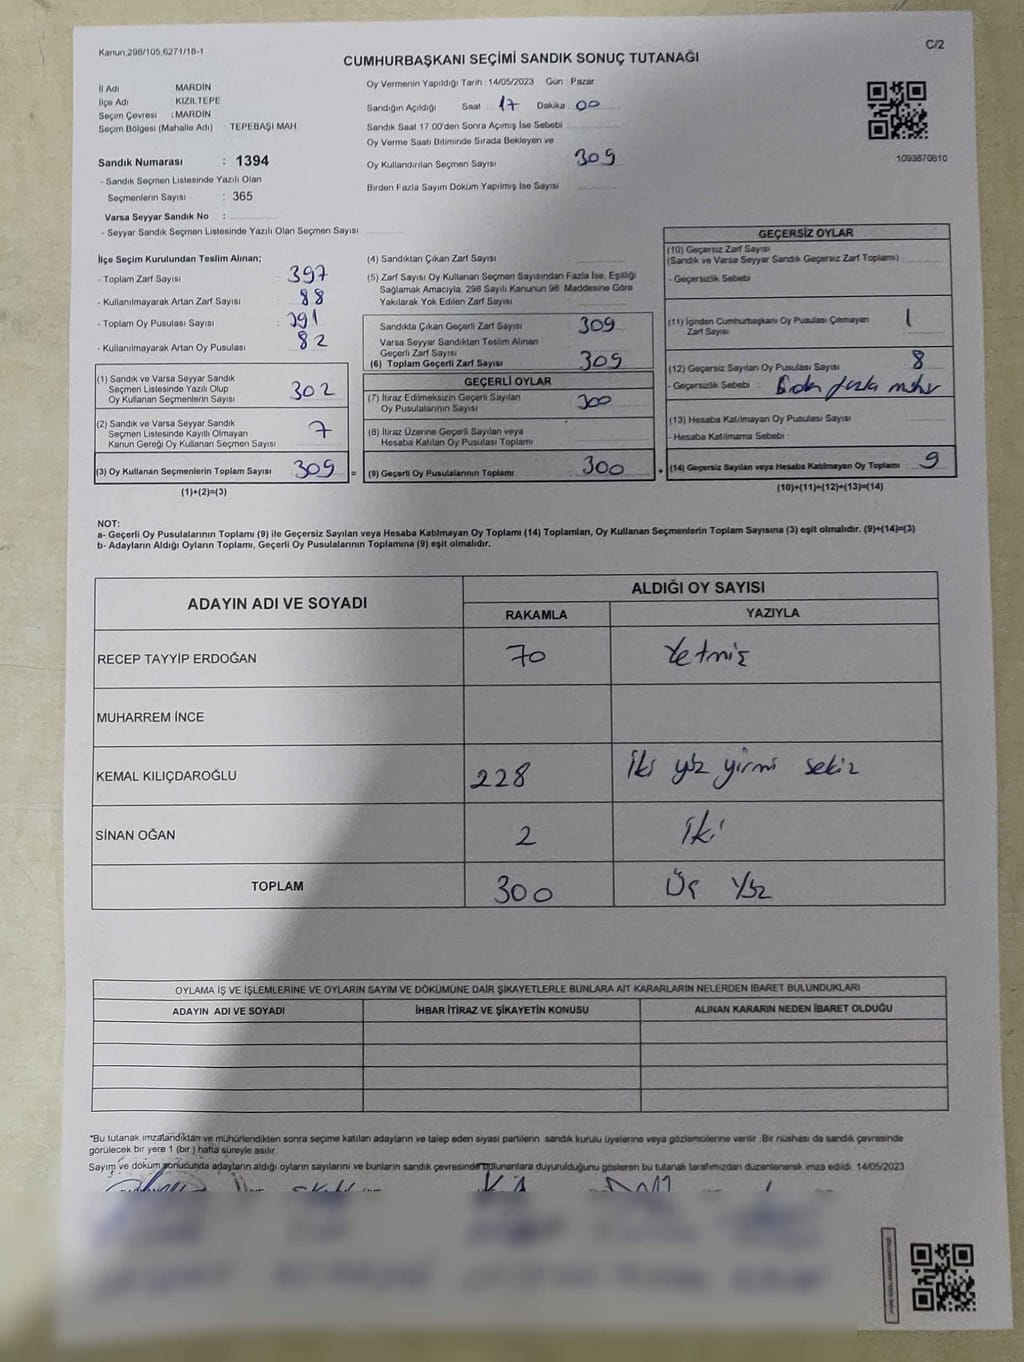 Kanun,298/105,6271/18-1
C/2
CUMHURBAŞKANI SEÇİMİ SANDIK SONUÇ TUTANAĞI
İl Adı MARDİN
İlçe Adı KIZILTEPE
Seçim Çevresi : MARDİN
Seçim Bölgesi (Mahalle Adı) : TEPEBAŞI MAH.
Sandık Numarası : 1394
- Sandık Seçmen Listesinde Yazılı Olan
Seçmenlerin Sayısı : 365
Varsa Seyyar Sandık No :
- Seyyar Sandık Seçmen Listesinde Yazılı Olan Seçmen Sayısı
Oy Vermenin Yapıldığı Tarih : 14/05/2023 Gün : Pazar
Sandığın Açıldığı Saat 17 Dakika : 00
Sandık Saat 17 00'den Sonra Açımış İse Sebebi :
Oy Verme Saati Bitiminde Sırada Bekleyen ve
Oy Kullandırılan Seçmen Sayısı 309
Birden Fazla Sayım Döküm Yapılmış İse Sayısı
1093870610
İlçe Seçim Kurulundan Teslim Alınan;
- Toplam Zarf Sayısı : 397
- Kullanılmayarak Artan Zarf Sayısı : 88
- Toplam Oy Pusulası Sayısı : 391
- Kullanılmayarak Artan Oy Pusulası : 82
(1) Sandık ve Varsa Seyyar Sandık
Seçmen Listesinde Yazılı Olup
Oy Kullanan Seçmenlerin Sayısı 302
(2) Sandık ve Varsa Seyyar Sandık
Seçmen Listesinde Kayıtlı Olmayan
Kanun Gereği Oy Kullanan Seçmen Sayısı : 7
(3) Oy Kullanan Seçmenlerin Toplam Sayısı : 309 =
(1)+(2)=(3)
(4) Sandıktan Çıkan Zarf Sayısı
(5) Zarf Sayısı Oy Kullanan Seçmen Sayısından Fazla İse, Eşitliği
Sağlamak Amacıyla, 298 Sayılı Kanunun 98 Maddesine Göre
Yakılarak Yok Edilen Zarf Sayısı
Sandıkta Çıkan Geçerli Zarf Sayısı 309
Varsa Seyyar Sandıktan Teslim Alınan
Geçerli Zarf Sayısı
(6) Toplam Geçerli Zarf Sayısı 309
GEÇERLİ OYLAR
(7) İtiraz Edilmeksizin Geçerli Sayılan
Oy Pusulalarının Sayısı 300
(8) İtiraz Üzerine Geçerli Sayılan veya
Hesaba Katılan Oy Pusulası Toplamı
(9) Geçerli Oy Pusulalarının Toplamı : 300 +
GEÇERSİZ OYLAR
(10) Geçersiz Zarf Sayısı
(Sandık ve Varsa Seyyar Sandık Geçersiz Zarf Toplamı)
- Geçersizlik Sebebi
(11) İçinden Cumhurbaşkanı Oy Pusulası Çıkmayan
Zarf Sayısı 1
(12) Geçersiz Sayılan Oy Pusulası Sayısı 8
- Geçersizlik Sebebi : Birden fazla mühür
(13) Hesaba Katılmayan Oy Pusulası Sayısı
- Hesaba Katılmama Sebebi :
(14) Geçersiz Sayılan veya Hesaba Katılmayan Oy Toplamı : 9
(10)+(11)+(12)+(13)=(14)
NOT:
a- Geçerli Oy Pusulalarının Toplamı (9) ile Geçersiz Sayılan veya Hesaba Katılmayan Oy Toplamı (14) Toplamları, Oy Kullanan Seçmenlerin Toplam Sayısına (3) eşit olmalıdır. (9)+(14)=(3)
b- Adayların Aldığı Oyların Toplamı, Geçerli Oy Pusulalarının Toplamına (9) eşit olmalıdır.
ADAYIN ADI VE SOYADI ALDIĞI OY SAYISI
RAKAMLA YAZIYLA
RECEP TAYYİP ERDOĞAN 70 Yetmiş
MUHARREM İNCE
KEMAL KILIÇDAROĞLU 228 İki yüz yirmi sekiz
SİNAN OĞAN 2 İki
TOPLAM 300 Üç Yüz
OYLAMA İŞ VE İŞLEMLERİNE VE OYLARIN SAYIM VE DÖKÜMÜNE DAİR ŞİKAYETLERLE BUNLARA AİT KARARLARIN NELERDEN İBARET BULUNDUKLARI
ADAYIN ADI VE SOYADI İHBAR İTİRAZ VE ŞİKAYETİN KONUSU ALINAN KARARIN NEDEN İBARET OLDUĞU
*Bu tutanak imzalandıktan ve mühürlendikten sonra seçime katılan adayların ve talep eden siyasi partilerin sandık kurulu üyelerine veya gözlemcilerine verilir. Bir nüshası da sandık çevresinde
görülecek bir yere 1 (bir) hafta süreyle asılır.
Sayım ve döküm sonucunda adayların aldığı oyların sayılarını ve bunların sandık çevresinde bulunanlara duyurulduğunu gösteren bu tutanak tarafımızdan düzenlenerek imza edildi. 14/05/2023